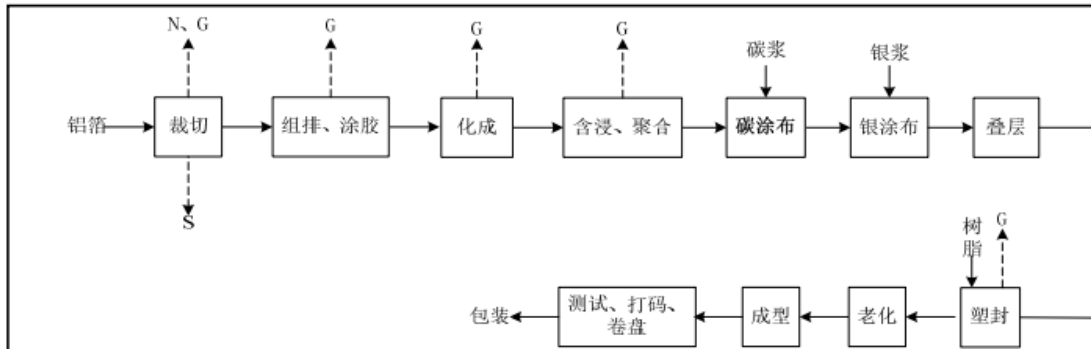 N、G
G
G
G
碳浆
银浆
铝箔
裁切
组排、涂胶
化成
含浸、聚合
碳涂布
银涂布
叠层
S
树
脂
G
包装
测试、打码、
卷盘
成型
老化
塑封